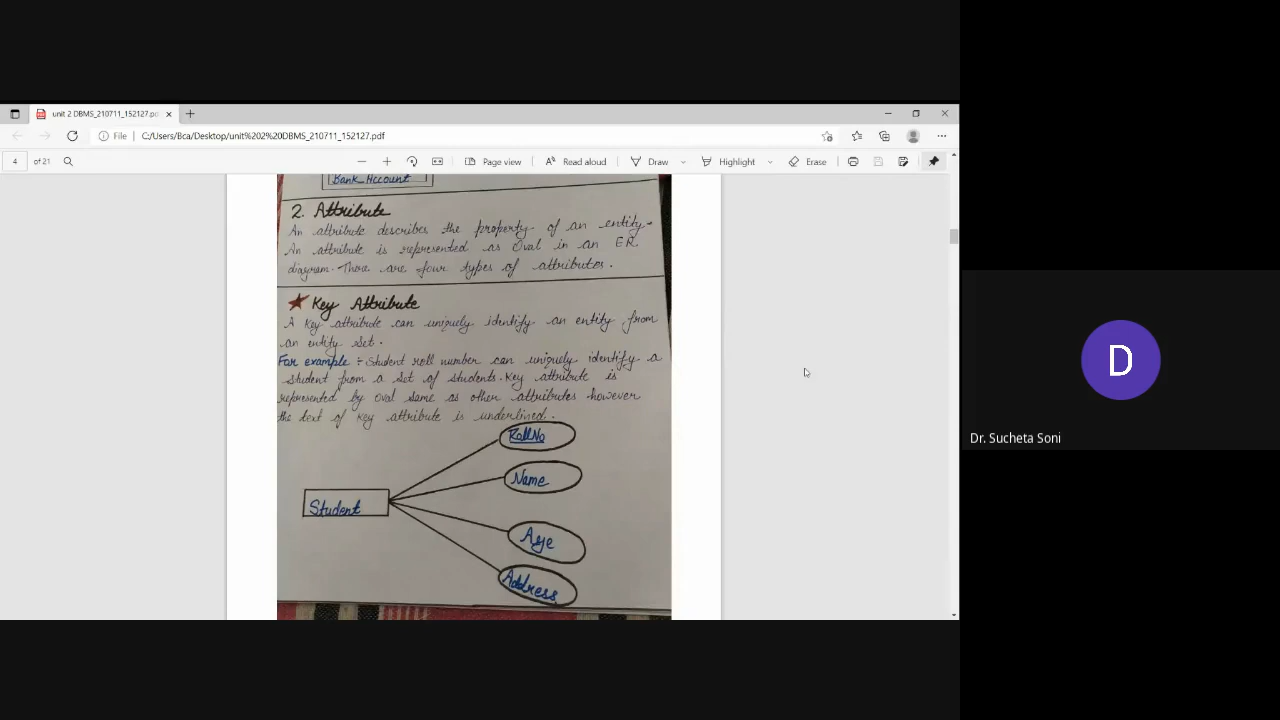 unit 2 DBMS_210711_152127.pd
File
C:/Users/Bca/Desktop/unit%202%20DBMS_210711_152127.pdf
4 of 21
Page view
Read aloud
Draw
Highlight
Erase
Bank Account
2. Attribute
An attribute describes the property of an entity.
An attribute is represented as Oval in an ER
diagram. There are four types of attributes.
★ Key Attribute
A Key attribute can uniquely identify an entity from
an entity set.
For example :- Student roll number can uniquely identify a
student from a set of students. Key attribute is
represented by oval same as other attributes however
the text of key attribute is underlined.
RollNo
Name
Student
Age
Address
D
Dr. Sucheta Soni